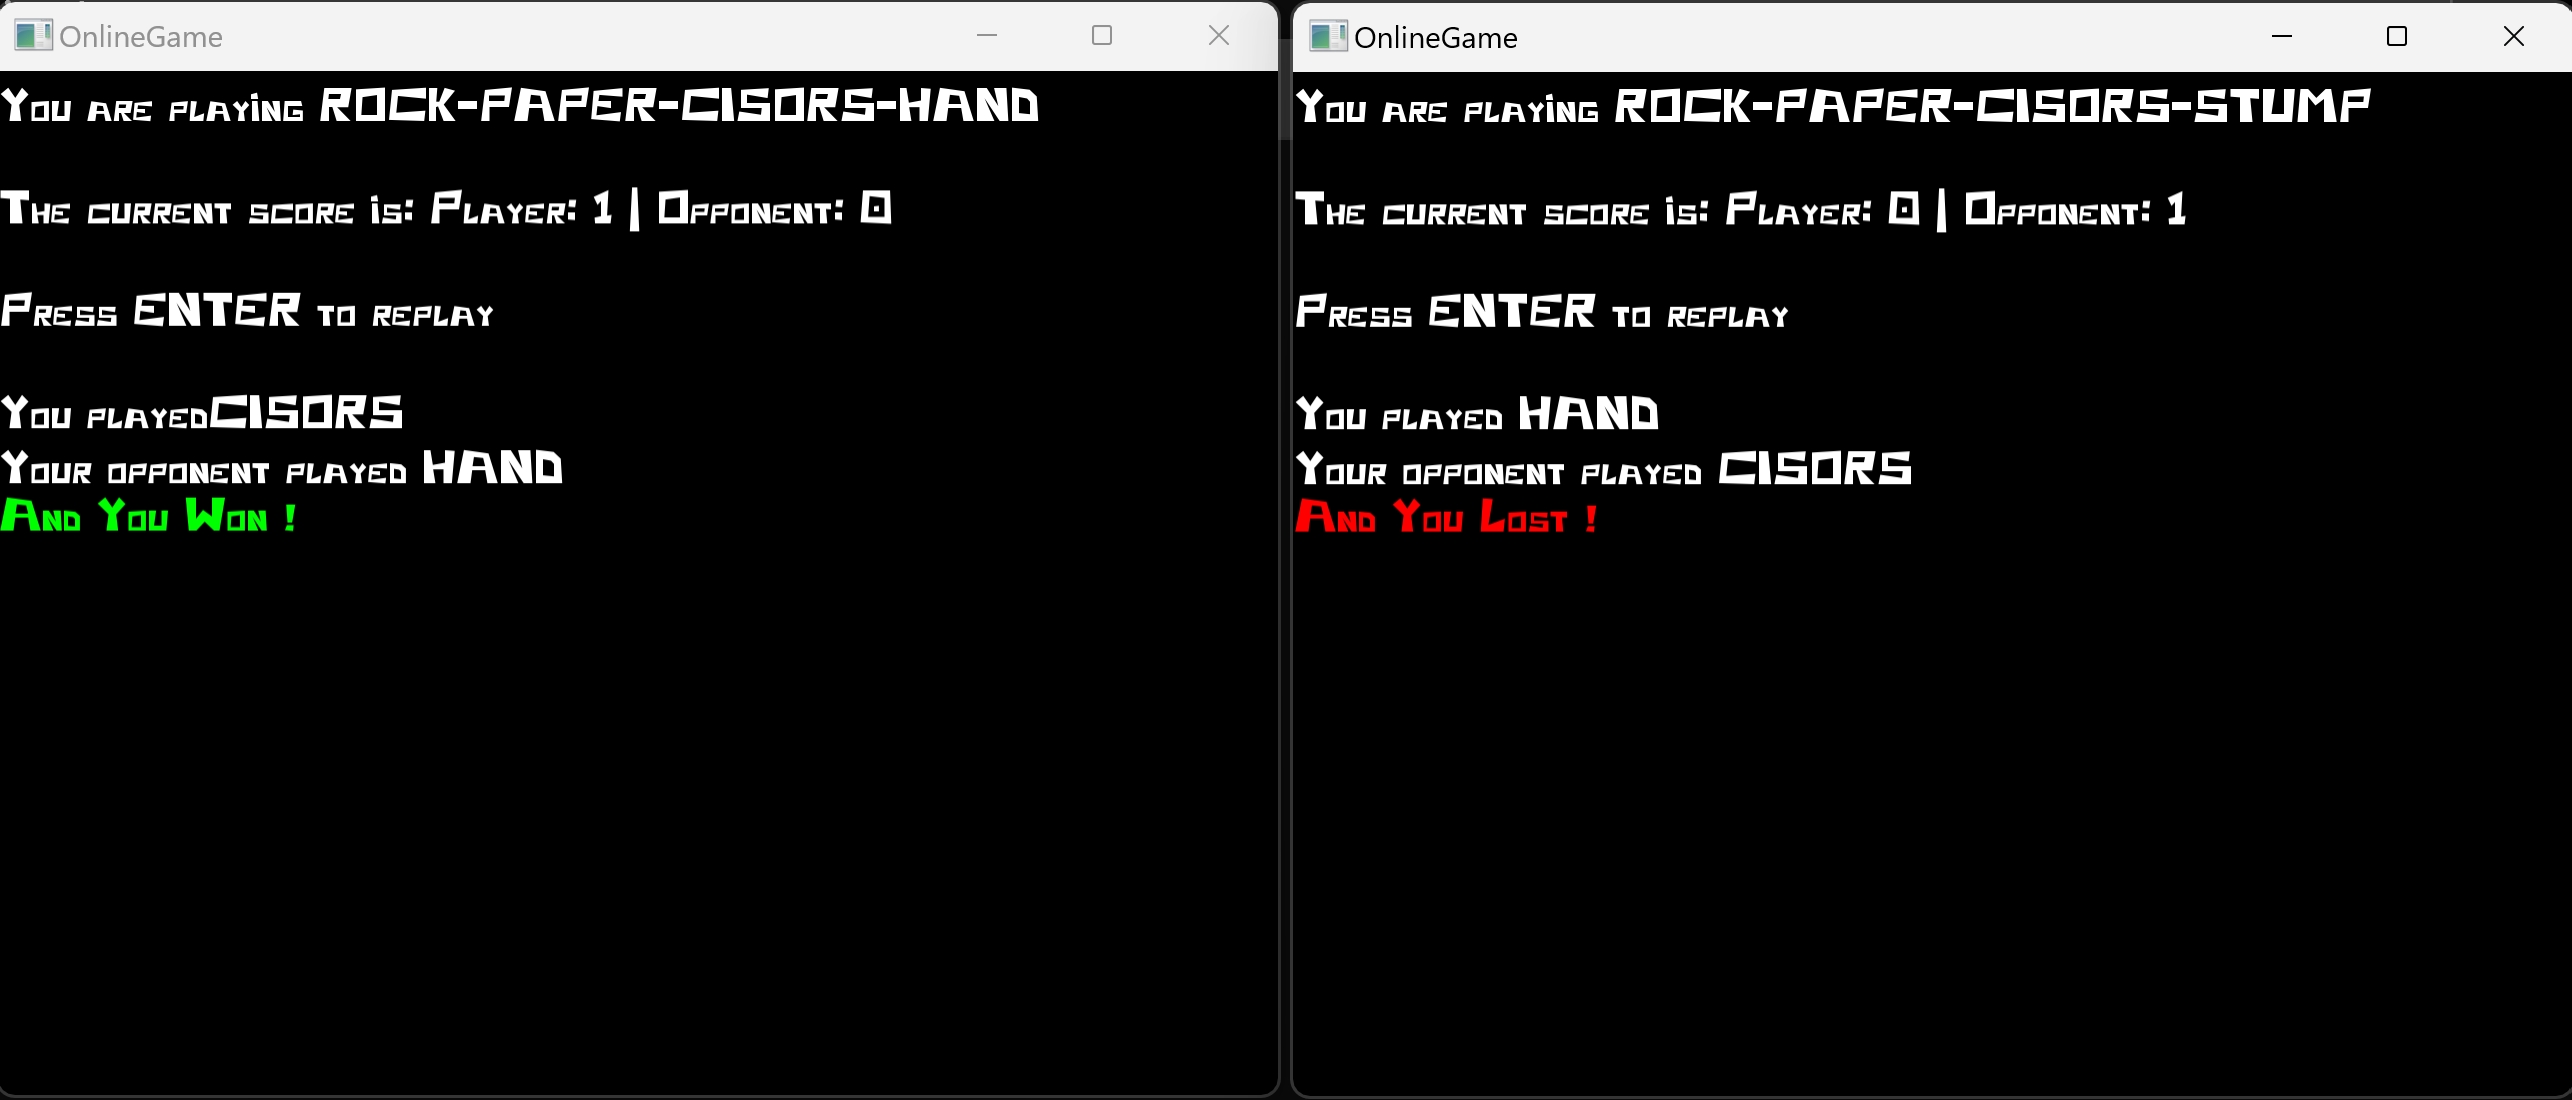 OnlineGame
You are playing ROCK-PAPER-CISORS-HAND
The current score is: Player: 1 | Opponent: 0
Press ENTER to replay
You playedCISORS
Your opponent played HAND
And You Won !
OnlineGame
You are playing ROCK-PAPER-CISORS-STUMP
The current score is: Player: 0 | Opponent: 1
Press ENTER to replay
You played HAND
Your opponent played CISORS
And You Lost !